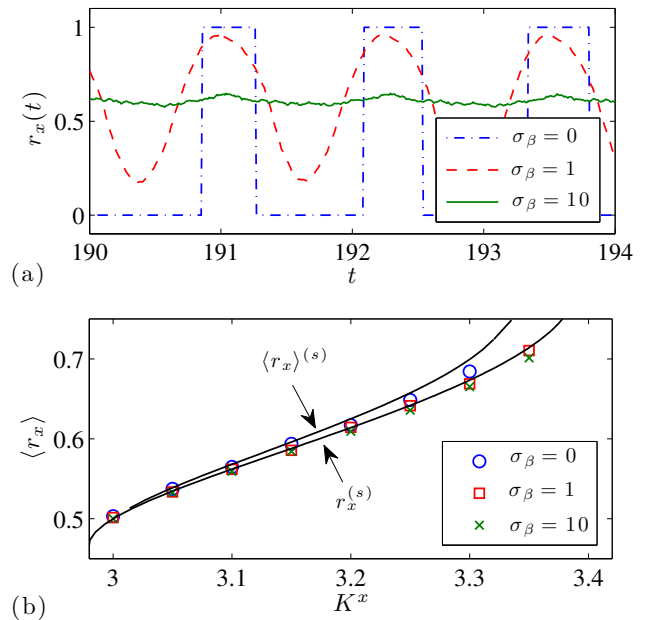 1
0.5
0
r_x(t)
σ_β = 0
σ_β = 1
σ_β = 10
190 191 192 193 194
(a) t
0.7
0.6
0.5
⟨r_x⟩
⟨r_x⟩^(s)
r_x^(s)
σ_β = 0
σ_β = 1
σ_β = 10
3 3.1 3.2 3.3 3.4
(b) K^x